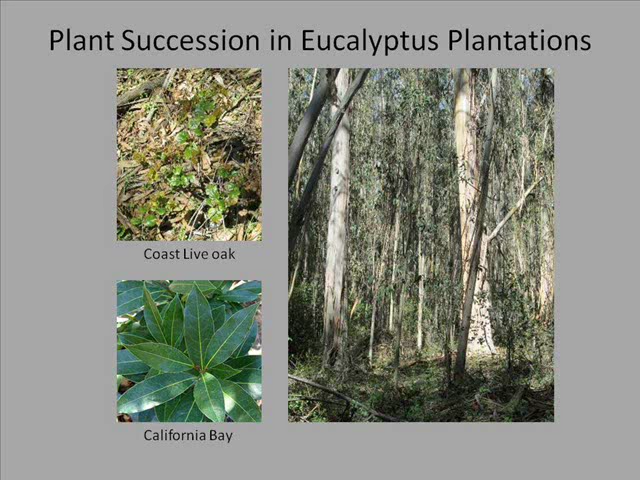 Plant Succession in Eucalyptus Plantations
Coast Live oak
California Bay